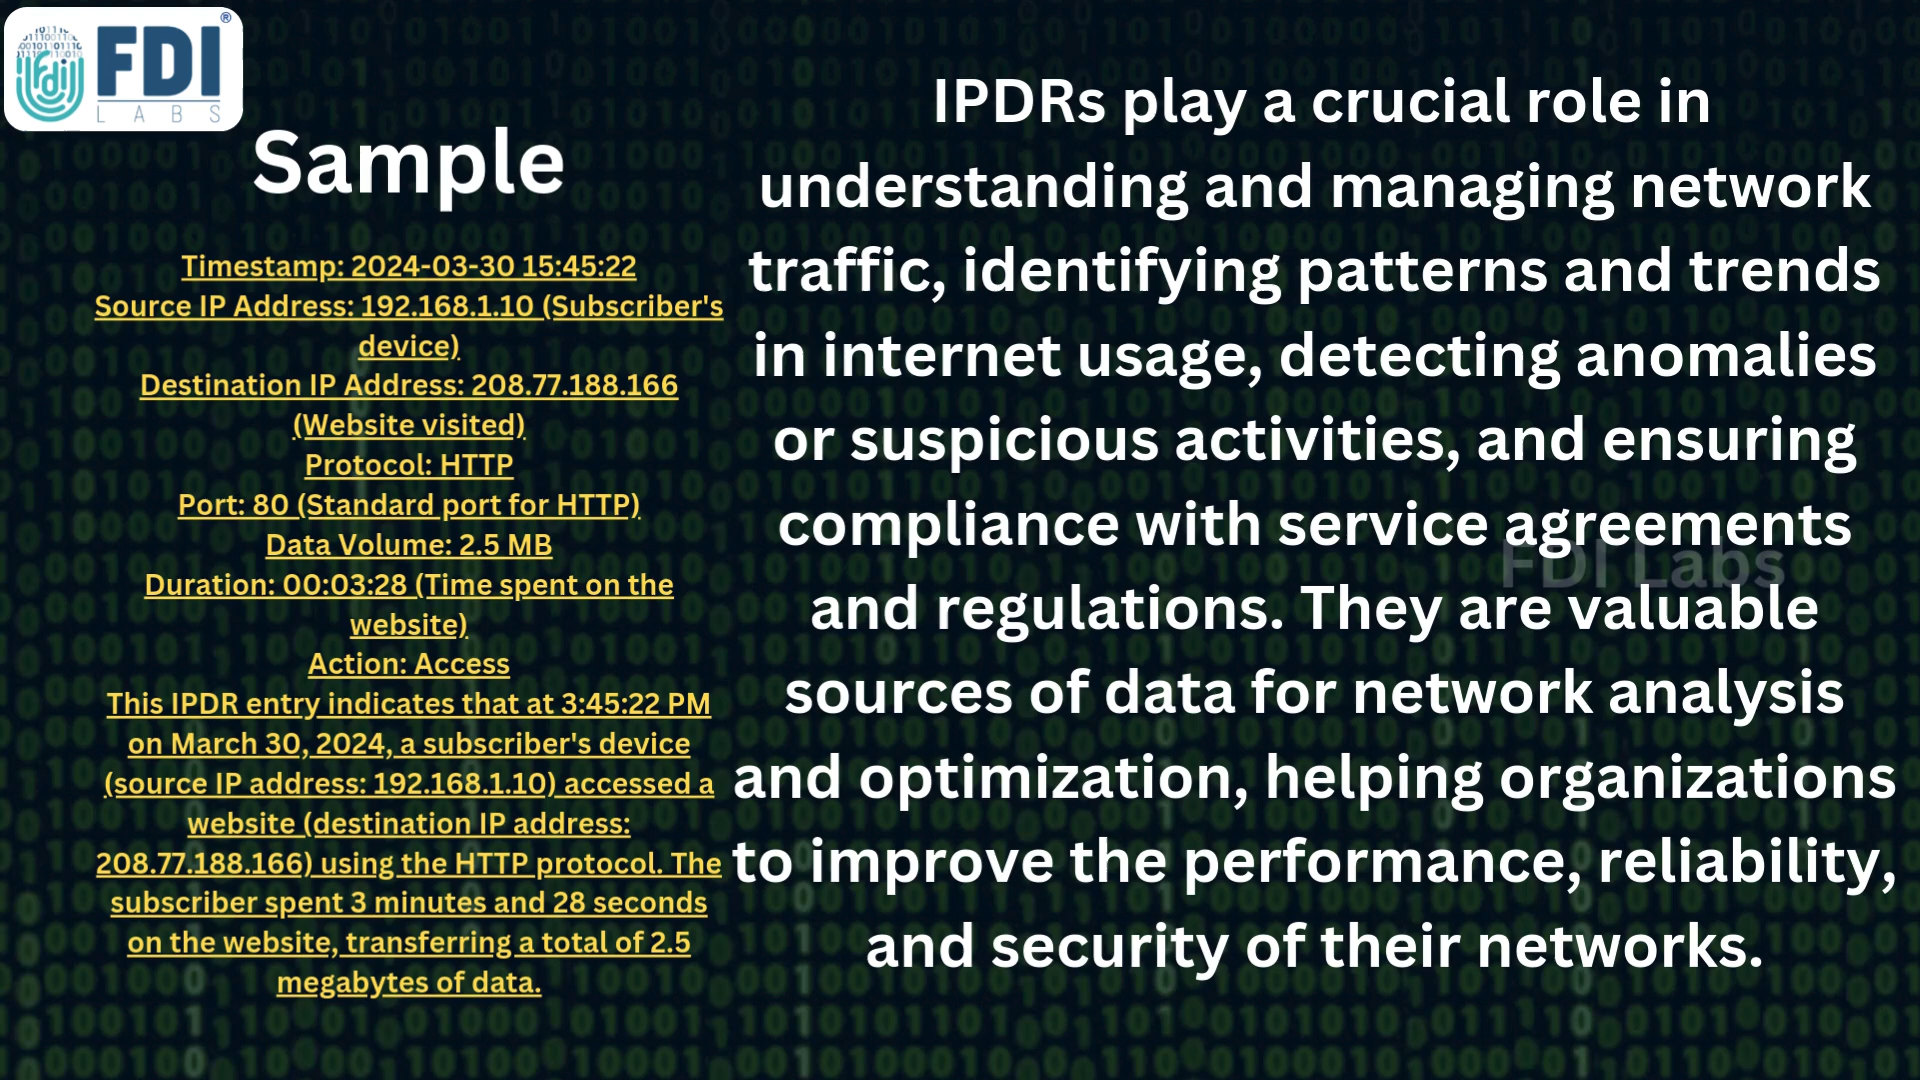 FDI
®
LABS
Sample
Timestamp: 2024-03-30 15:45:22
Source IP Address: 192.168.1.10 (Subscriber's
device)
Destination IP Address: 208.77.188.166
(Website visited)
Protocol: HTTP
Port: 80 (Standard port for HTTP)
Data Volume: 2.5 MB
Duration: 00:03:28 (Time spent on the
website)
Action: Access
This IPDR entry indicates that at 3:45:22 PM
on March 30, 2024, a subscriber's device
(source IP address: 192.168.1.10) accessed a
website (destination IP address:
208.77.188.166) using the HTTP protocol. The
subscriber spent 3 minutes and 28 seconds
on the website, transferring a total of 2.5
megabytes of data.
IPDRs play a crucial role in
understanding and managing network
traffic, identifying patterns and trends
in internet usage, detecting anomalies
or suspicious activities, and ensuring
compliance with service agreements
FDI Labs
and regulations. They are valuable
sources of data for network analysis
and optimization, helping organizations
to improve the performance, reliability,
and security of their networks.